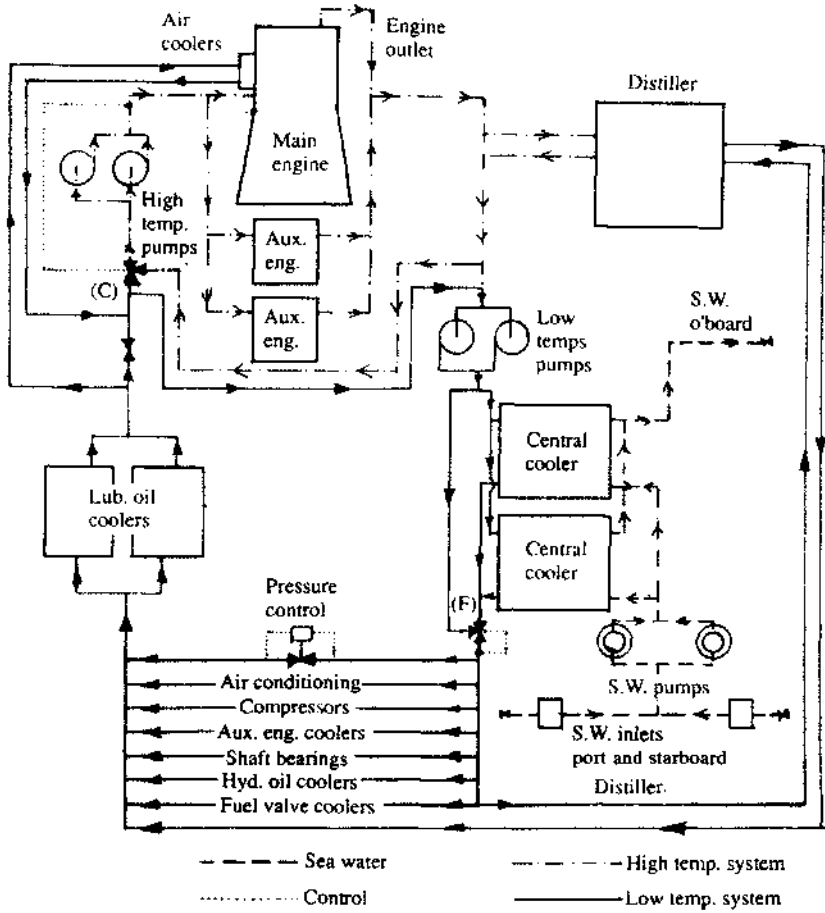 Air
coolers
Engine
outlet
Distiller
Main
engine
High
temp.
pumps
Aux.
eng.
(C)
Aux.
eng.
S.W.
o'board
Low
temps
pumps
Central
cooler
Lub. oil
coolers
Central
cooler
Pressure
control
(F)
Air conditioning
S.W. pumps
Compressors
Aux. eng. coolers
S.W. inlets
port and starboard
Shaft bearings
Hyd. oil coolers
Distiller
Fuel valve coolers
Sea water
High temp. system
Control
Low temp. system